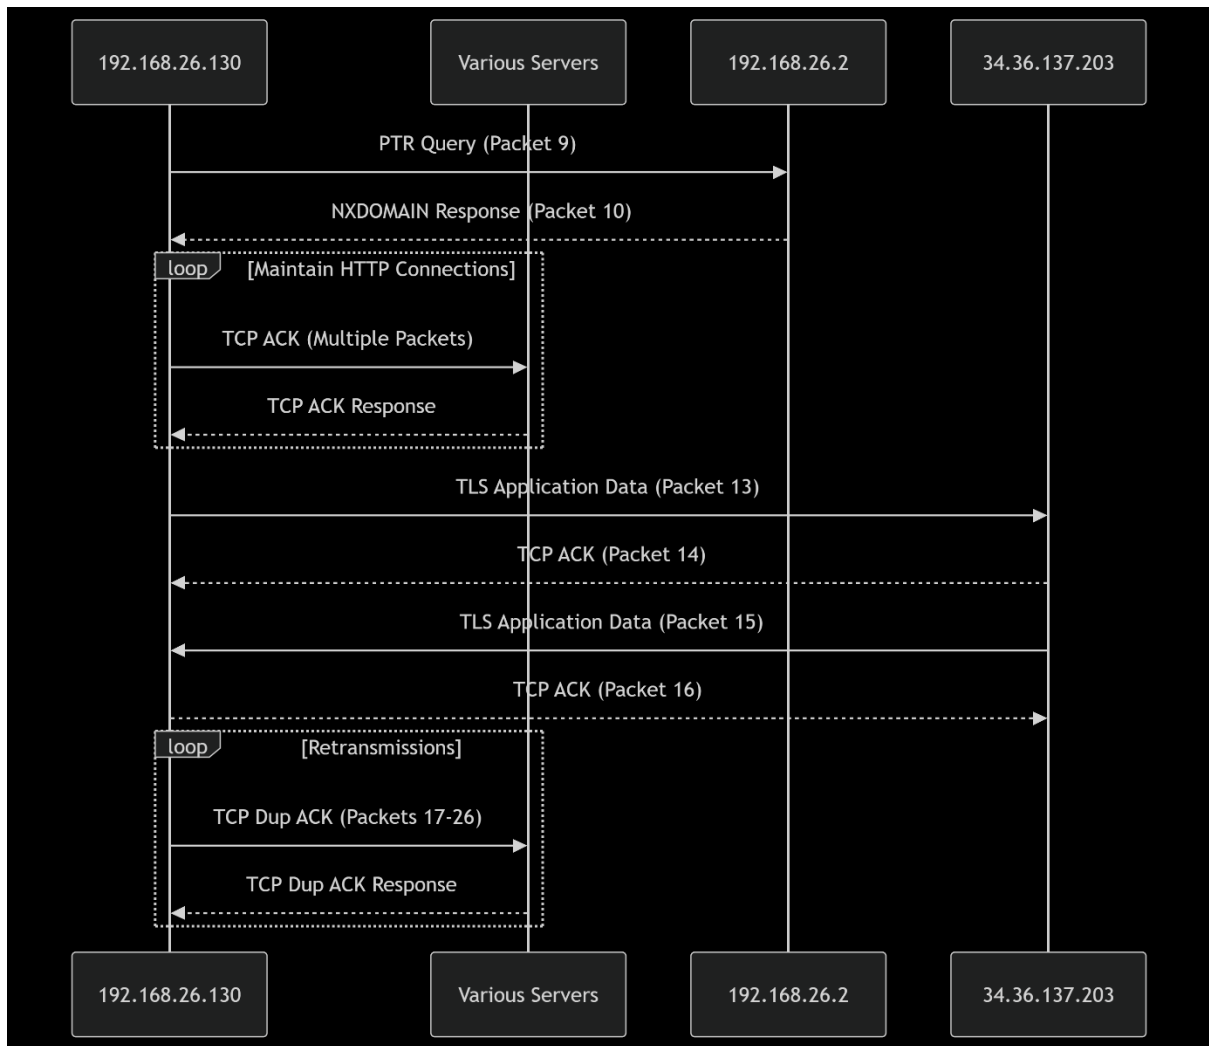 192.168.26.130
Various Servers
192.168.26.2
34.36.137.203
PTR Query (Packet 9)
NXDOMAIN Response (Packet 10)
loop
[Maintain HTTP Connections]
TCP ACK (Multiple Packets)
TCP ACK Response
TLS Application Data (Packet 13)
TCP ACK (Packet 14)
TLS Application Data (Packet 15)
TCP ACK (Packet 16)
loop
[Retransmissions]
TCP Dup ACK (Packets 17-26)
TCP Dup ACK Response
192.168.26.130
Various Servers
192.168.26.2
34.36.137.203